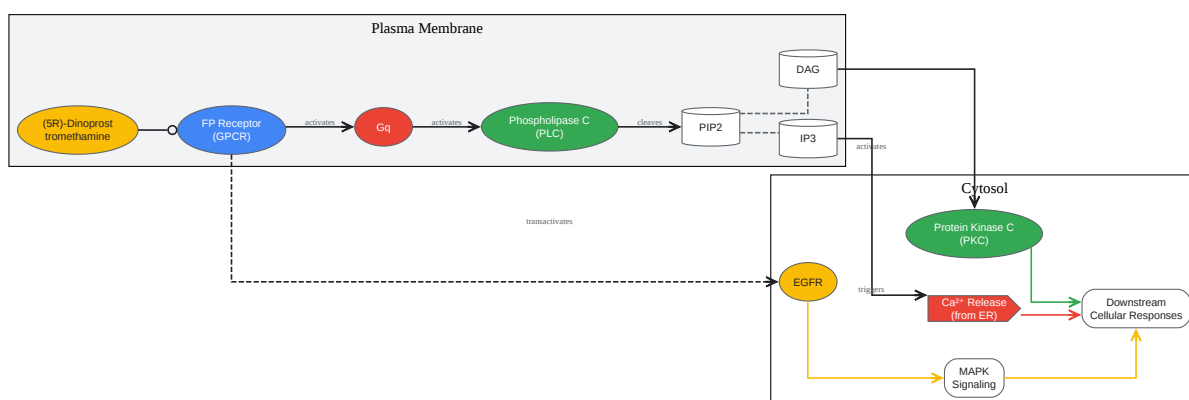 Plasma Membrane
DAG
(5R)-Dinoprost
tromethamine
FP Receptor
(GPCR)
activates
Gq
activates
Phospholipase C
(PLC)
cleaves
PIP2
IP3
activates
Cytosol
transactivates
Protein Kinase C
(PKC)
EGFR
triggers
Ca²⁺ Release
(from ER)
Downstream
Cellular Responses
MAPK
Signaling